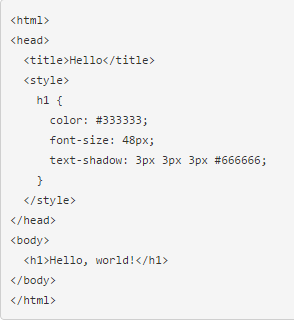 <html>
<head>
  <title>Hello</title>
  <style>
    h1 {
      color: #333333;
      font-size: 48px;
      text-shadow: 3px 3px 3px #666666;
    }
  </style>
</head>
<body>
  <h1>Hello, world!</h1>
</body>
</html>